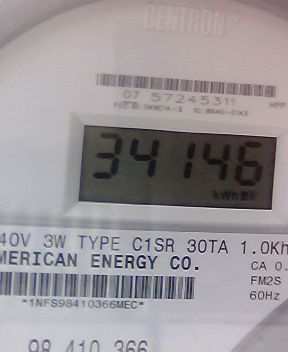 CENTRON®
07 57245311
34146
kWh
40V 3W TYPE C1SR 30TA 1.0Kh
MERICAN ENERGY CO.
CA 0.
FM2S
60Hz
*1NFS98410366MEC*
98 410 366